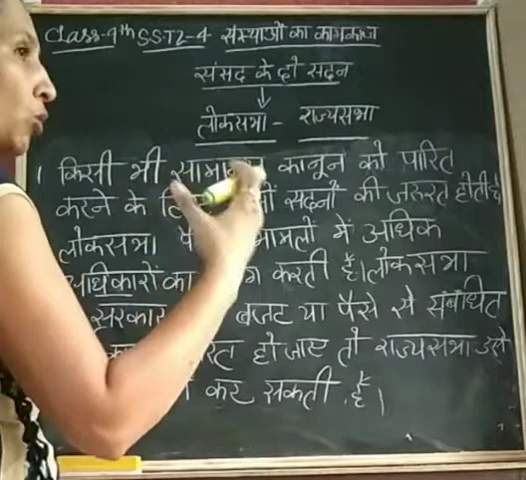 Class-9th SST2-4 संस्थाओं का कामकाज
संसद के दो सदन
लोकसभा - राज्यसभा
1 किसी भी कानून को पारित
करने के सदनों की जरूरत होती है
लोकसभा मामलों में अधिक
अधिकारों का करती है। लोकसभा
सरकार बजट या पैसे से संबंधित
हो जाए तो राज्यसभा उसे
कर सकती है।